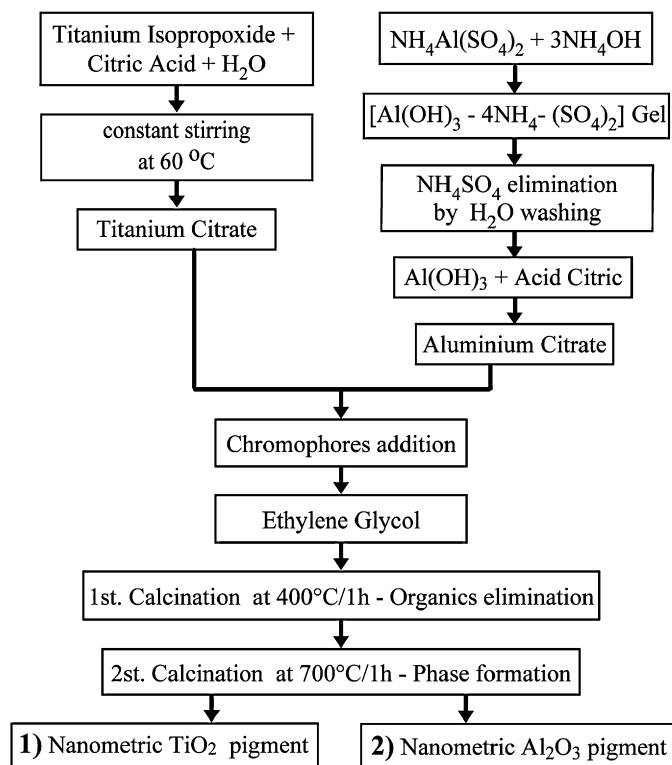 Titanium Isopropoxide +
Citric Acid + H₂O
constant stirring
at 60 ⁰C
Titanium Citrate
NH₄Al(SO₄)₂ + 3NH₄OH
[Al(OH)₃ - 4NH₄- (SO₄)₂] Gel
NH₄SO₄ elimination
by H₂O washing
Al(OH)₃ + Acid Citric
Aluminium Citrate
Chromophores addition
Ethylene Glycol
1st. Calcination at 400°C/1h - Organics elimination
2st. Calcination at 700°C/1h - Phase formation
1) Nanometric TiO₂ pigment
2) Nanometric Al₂O₃ pigment